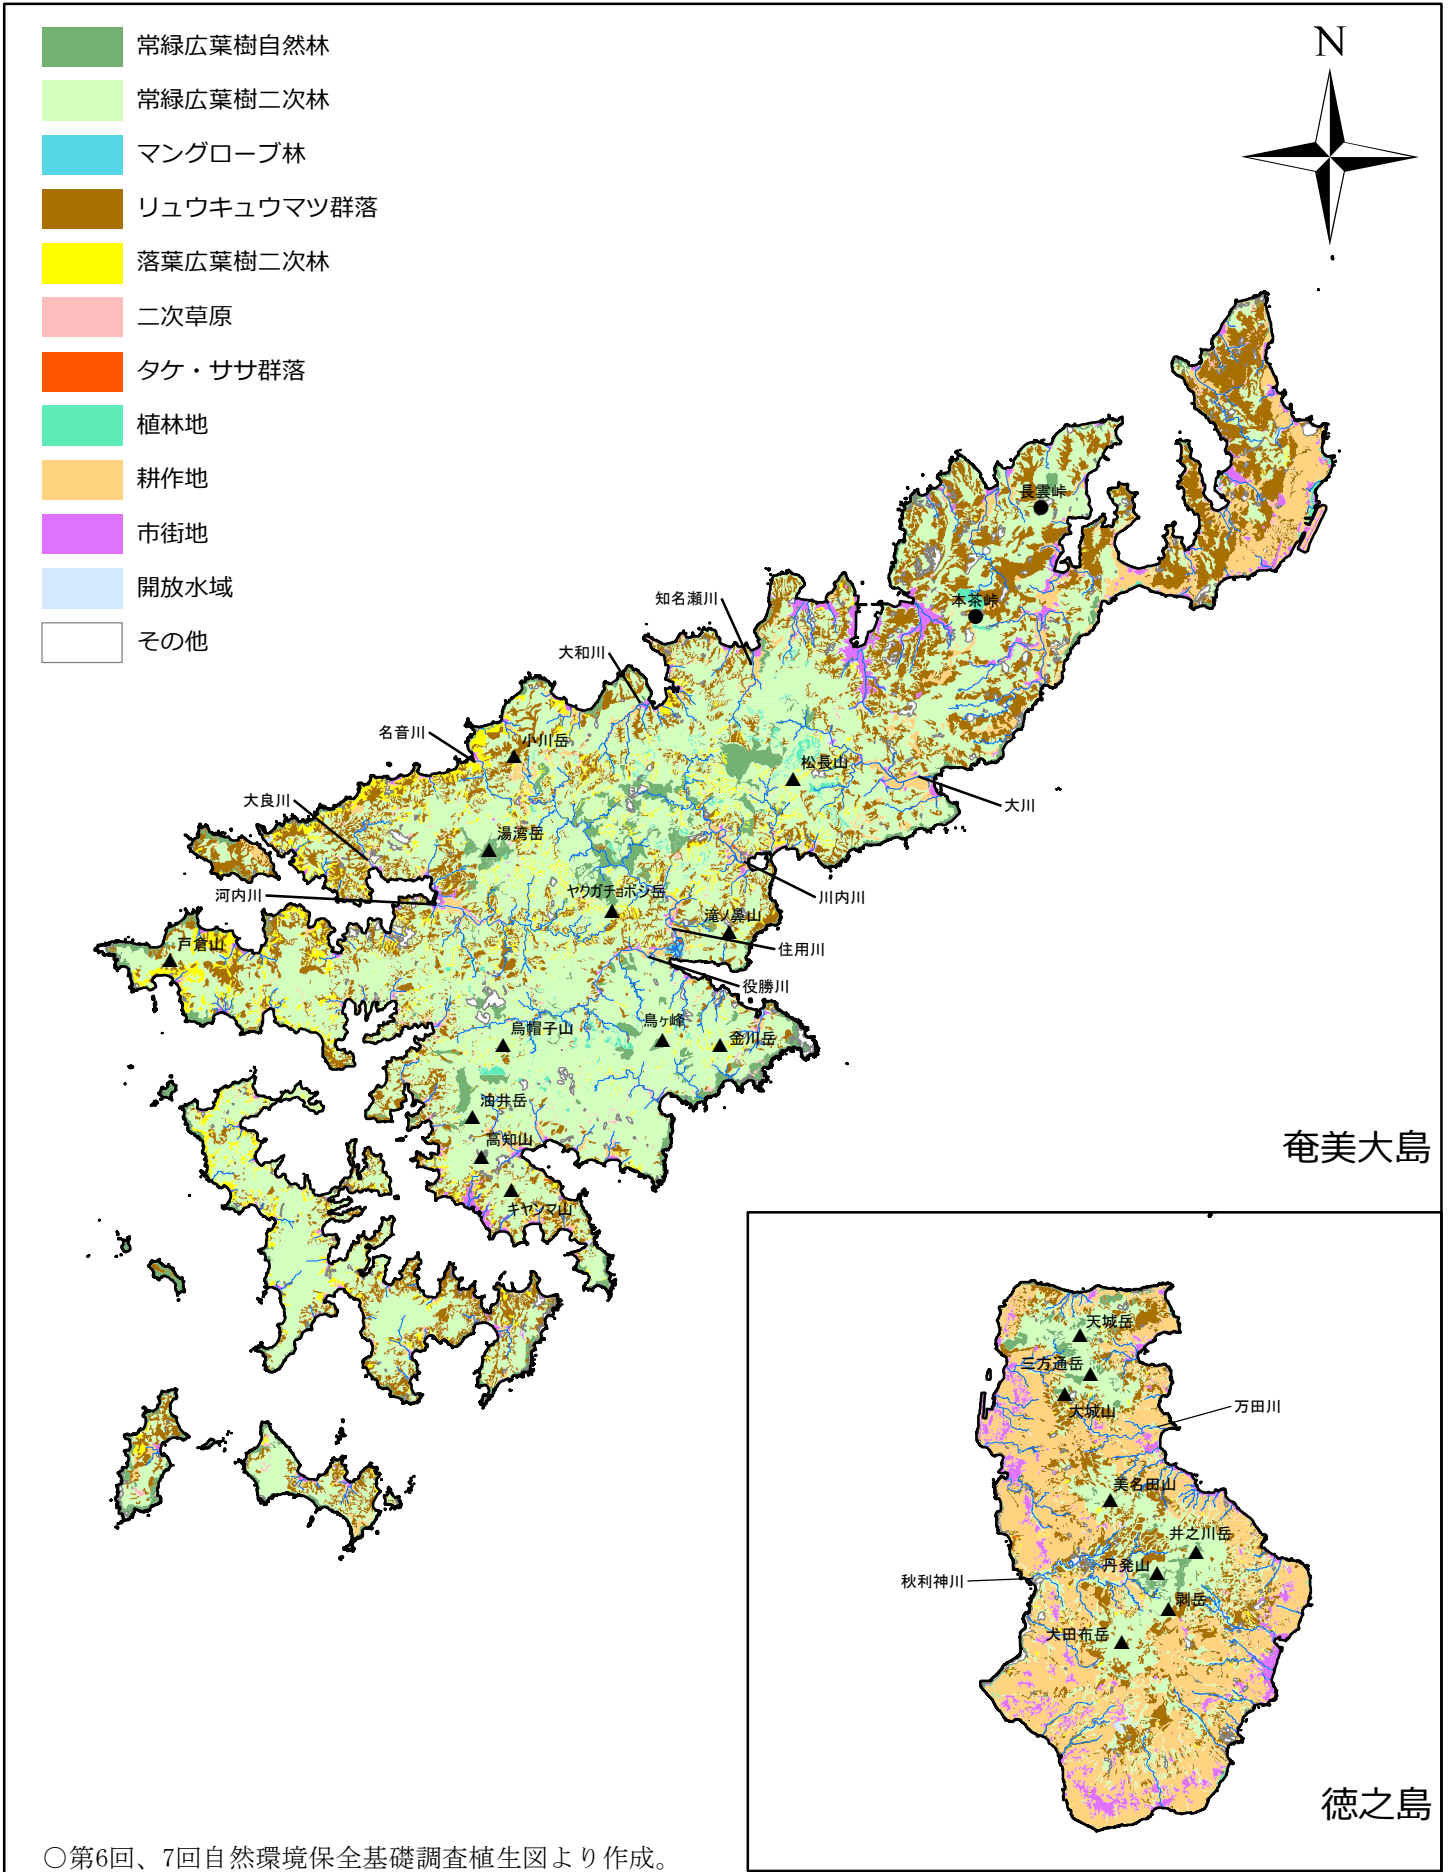 常緑広葉樹自然林
常緑広葉樹二次林
マングローブ林
リュウキュウマツ群落
落葉広葉樹二次林
二次草原
タケ・ササ群落
植林地
耕作地
市街地
開放水域
その他
N
長雲峠
本茶峠
知名瀬川
大和川
名音川
小川岳
松長山
大良川
大川
湯湾岳
河内川
ヤクガチョボシ岳
川内川
滝ノ鼻山
戸倉山
住用川
役勝川
烏帽子山
鳥ヶ峰
金川岳
油井岳
高知山
キャンマ山
奄美大島
天城岳
三方通岳
大城山
万田川
美名田山
井之川岳
丹発山
秋利神川
剥岳
犬田布岳
徳之島
○第6回、7回自然環境保全基礎調査植生図より作成。